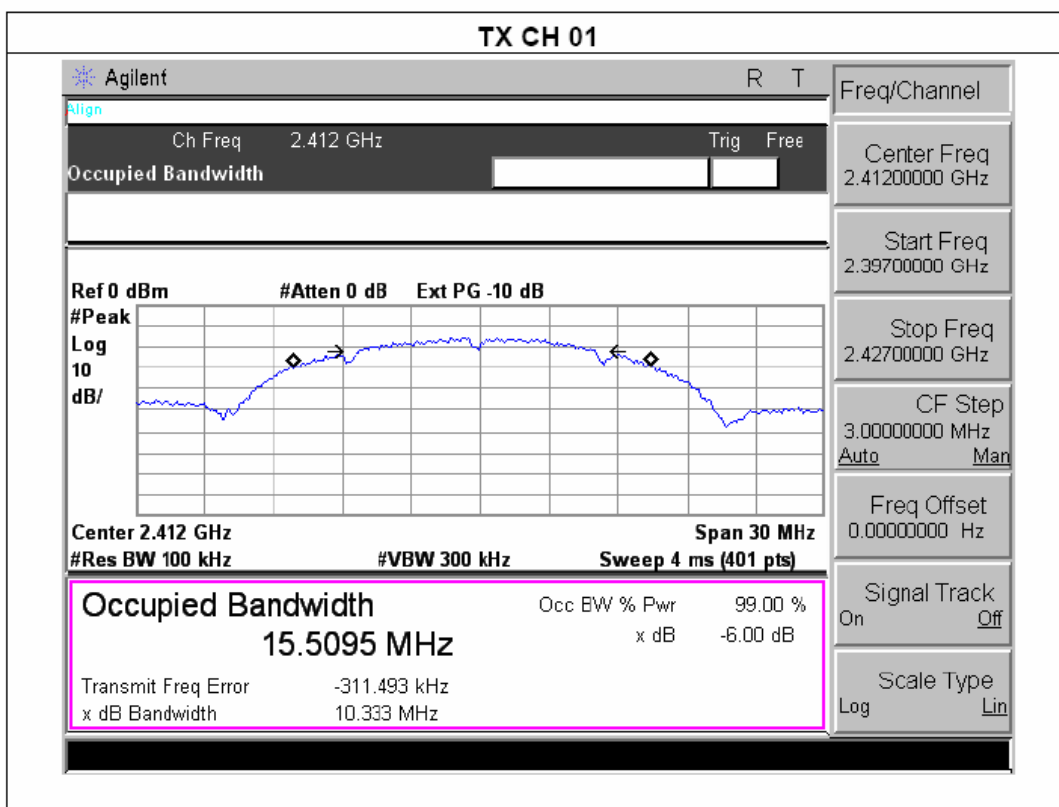 TX CH 01
Agilent R T
Align
Ch Freq 2.412 GHz Trig Free
Occupied Bandwidth
Ref 0 dBm #Atten 0 dB Ext PG -10 dB
#Peak
Log
10
dB/
Center 2.412 GHz Span 30 MHz
#Res BW 100 kHz #VBW 300 kHz Sweep 4 ms (401 pts)
Occupied Bandwidth Occ BW % Pwr 99.00 %
15.5095 MHz x dB -6.00 dB
Transmit Freq Error -311.493 kHz
x dB Bandwidth 10.333 MHz
Freq/Channel
Center Freq
2.41200000 GHz
Start Freq
2.39700000 GHz
Stop Freq
2.42700000 GHz
CF Step
3.00000000 MHz
Auto Man
Freq Offset
0.00000000 Hz
Signal Track
On Off
Scale Type
Log Lin